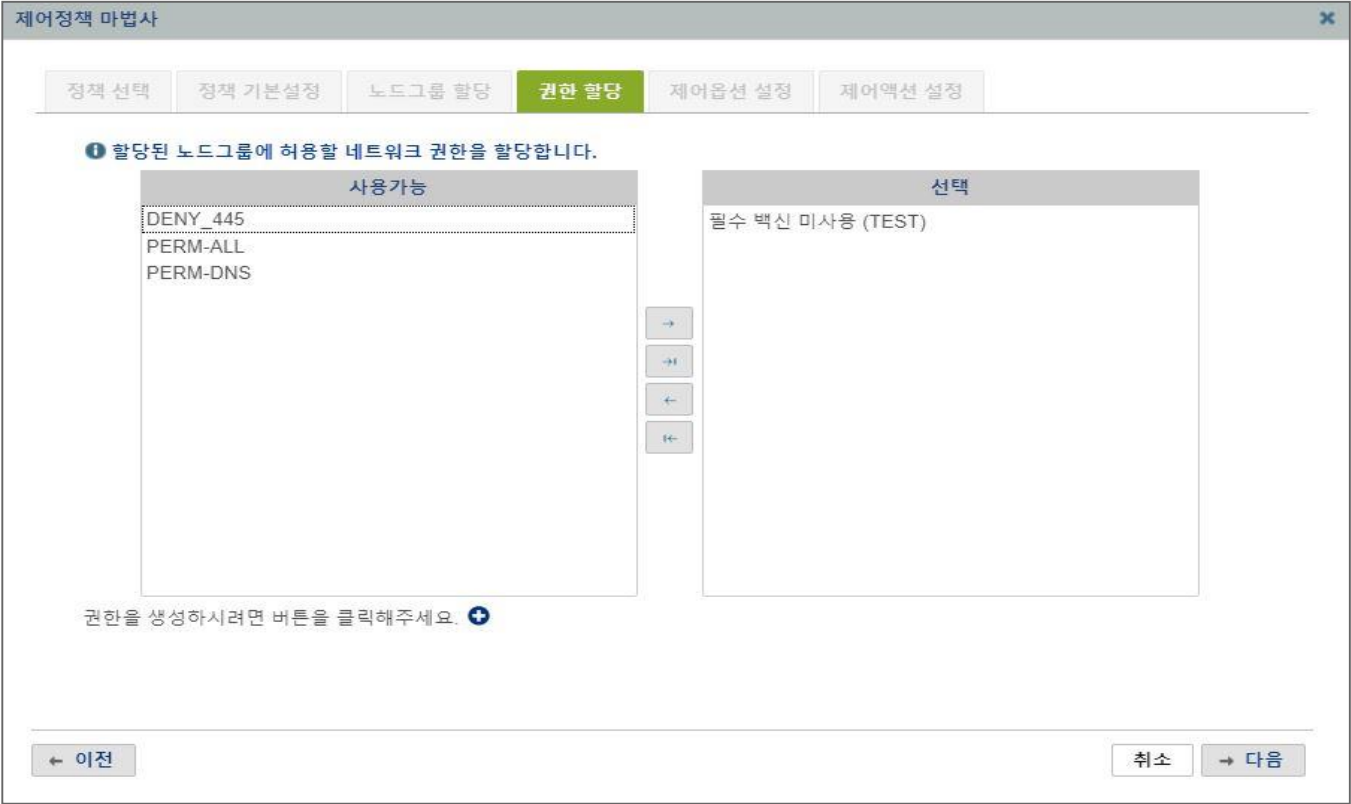 제어정책 마법사
정책 선택 정책 기본설정 노드그룹 할당 권한 할당 제어옵션 설정 제어액션 설정
할당된 노드그룹에 허용할 네트워크 권한을 할당합니다.
사용가능 선택
DENY_445 필수 백신 미사용 (TEST)
PERM-ALL
PERM-DNS
권한을 생성하시려면 버튼을 클릭해주세요.
← 이전 취소 → 다음